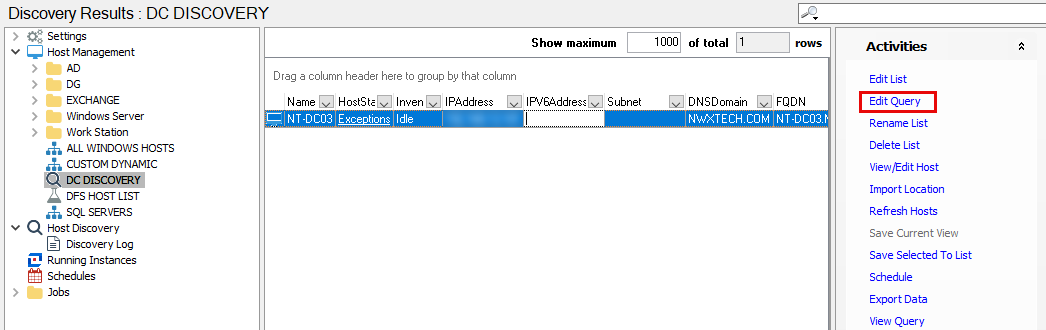 Discovery Results : DC DISCOVERY
Settings
Host Management
AD
DG
EXCHANGE
Windows Server
Work Station
ALL WINDOWS HOSTS
CUSTOM DYNAMIC
DC DISCOVERY
DFS HOST LIST
SQL SERVERS
Host Discovery
Discovery Log
Running Instances
Schedules
Jobs
Show maximum 1000 of total 1 rows
Drag a column header here to group by that column
Name HostSta Inven IPAddress IPV6Address Subnet DNSDomain FQDN
NT-DC03 Exceptions Idle NWXTECH.COM NT-DC03.N
Activities
Edit List
Edit Query
Rename List
Delete List
View/Edit Host
Import Location
Refresh Hosts
Save Current View
Save Selected To List
Schedule
Export Data
View Query